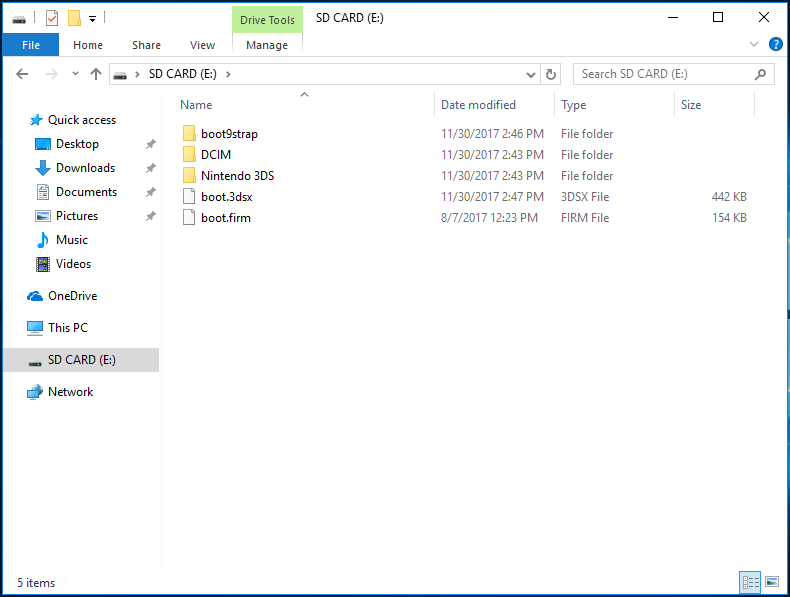 Drive Tools SD CARD (E:)
File Home Share View Manage
SD CARD (E:) Search SD CARD (E:)
Name Date modified Type Size
Quick access
Desktop
Downloads
Documents
Pictures
Music
Videos
OneDrive
This PC
SD CARD (E:)
Network
boot9strap 11/30/2017 2:46 PM File folder
DCIM 11/30/2017 2:43 PM File folder
Nintendo 3DS 11/30/2017 2:43 PM File folder
boot.3dsx 11/30/2017 2:47 PM 3DSX File 442 KB
boot.firm 8/7/2017 12:23 PM FIRM File 154 KB
5 items